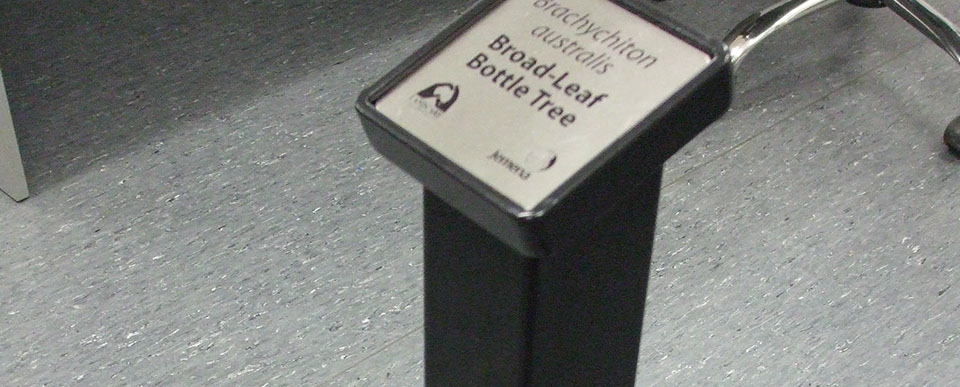 Brachychiton
australis
Broad-Leaf
Bottle Tree
Jemena